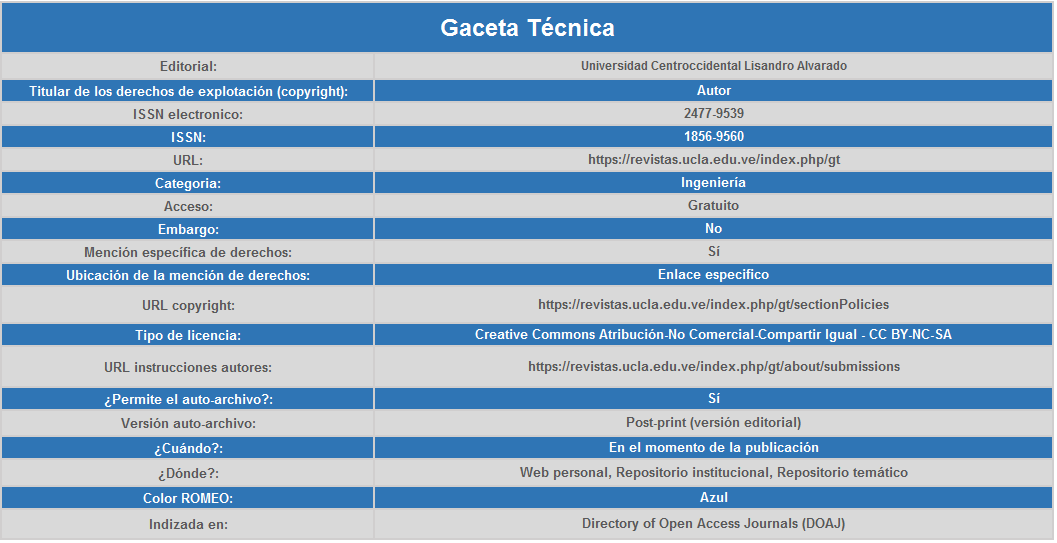 Gaceta Técnica
Editorial: Universidad Centroccidental Lisandro Alvarado
Titular de los derechos de explotación (copyright): Autor
ISSN electronico: 2477-9539
ISSN: 1856-9560
URL: https://revistas.ucla.edu.ve/index.php/gt
Categoria: Ingeniería
Acceso: Gratuito
Embargo: No
Mención específica de derechos: Sí
Ubicación de la mención de derechos: Enlace especifico
URL copyright: https://revistas.ucla.edu.ve/index.php/gt/sectionPolicies
Tipo de licencia: Creative Commons Atribución-No Comercial-Compartir Igual - CC BY-NC-SA
URL instrucciones autores: https://revistas.ucla.edu.ve/index.php/gt/about/submissions
¿Permite el auto-archivo?: Sí
Versión auto-archivo: Post-print (versión editorial)
¿Cuándo?: En el momento de la publicación
¿Dónde?: Web personal, Repositorio institucional, Repositorio temático
Color ROMEO: Azul
Indizada en: Directory of Open Access Journals (DOAJ)